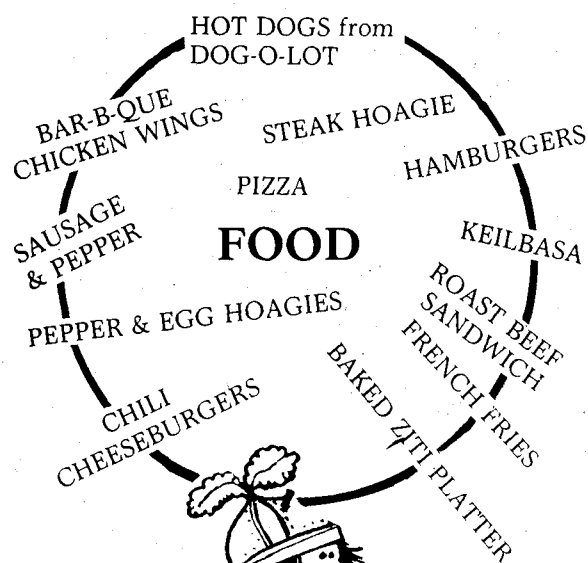 HOT DOGS from
DOG-O-LOT
BAR-B-QUE
CHICKEN WINGS
STEAK HOAGIE
HAMBURGERS
PIZZA
SAUSAGE
& PEPPER
FOOD
KEILBASA
PEPPER & EGG HOAGIES
ROAST BEEF
SANDWICH
FRENCH FRIES
BAKED ZITI PLATTER
CHILI
CHEESEBURGERS